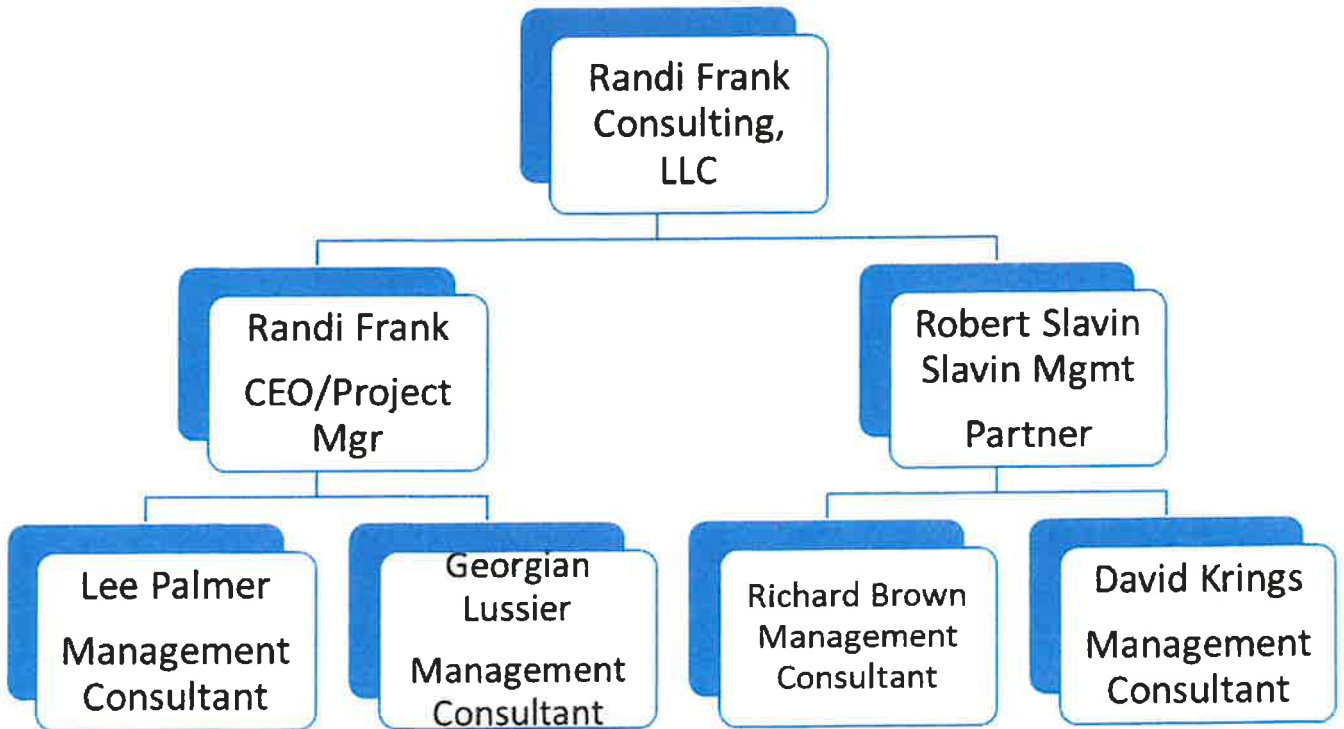 Randi Frank
Consulting,
LLC
Randi Frank
CEO/Project
Mgr
Robert Slavin
Slavin Mgmt
Partner
Lee Palmer
Management
Consultant
Georgian
Lussier
Management
Consultant
Richard Brown
Management
Consultant
David Krings
Management
Consultant